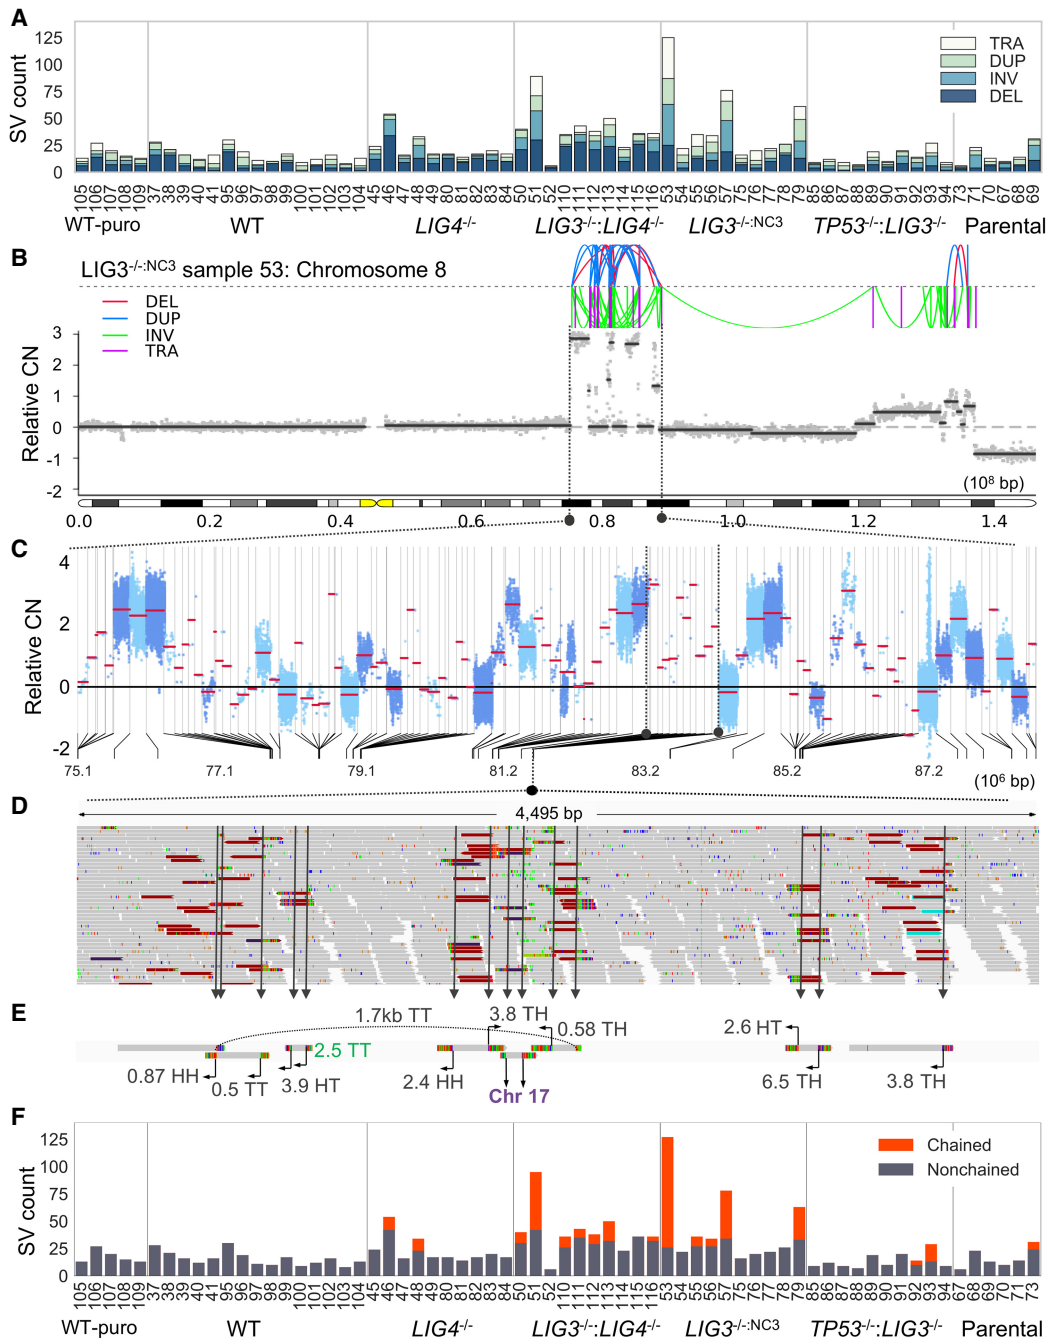 A
SV count
125
100
75
50
25
0
TRA
DUP
INV
DEL
105 106 107 108 109 37 38 39 40 41 95 96 97 98 99 100 101 102 103 104 45 46 47 48 49 80 81 82 83 84 50 51 52 110 111 112 113 114 115 116 53 54 55 56 57 75 76 77 78 79 85 86 87 88 89 90 91 92 93 94 73 71 70 67 68 69
WT-puro WT LIG4-/- LIG3-/-:LIG4-/- LIG3-/-:NC3 TP53-/-:LIG3-/- Parental
B
LIG3-/-:NC3 sample 53: Chromosome 8
DEL
DUP
INV
TRA
Relative CN
3
2
1
0
-1
-2
(10⁸ bp)
0.0 0.2 0.4 0.6 0.8 1.0 1.2 1.4
C
Relative CN
4
2
0
-2
75.1 77.1 79.1 81.2 83.2 85.2 87.2 (10⁶ bp)
D
4,495 bp
E
1.7kb TT
3.8 TH
0.58 TH
2.6 HT
2.5 TT
0.87 HH
0.5 TT
3.9 HT
2.4 HH
Chr 17
6.5 TH
3.8 TH
F
SV count
125
100
75
50
25
0
Chained
Nonchained
105 106 107 108 109 37 38 39 40 41 95 96 97 98 99 100 101 102 103 104 45 46 47 48 49 80 81 82 83 84 50 51 52 110 111 112 113 114 115 116 53 54 55 56 57 75 76 77 78 79 85 86 87 88 89 90 91 92 93 94 67 68 69 70 71 73
WT-puro WT LIG4-/- LIG3-/-:LIG4-/- LIG3-/-:NC3 TP53-/-:LIG3-/- Parental